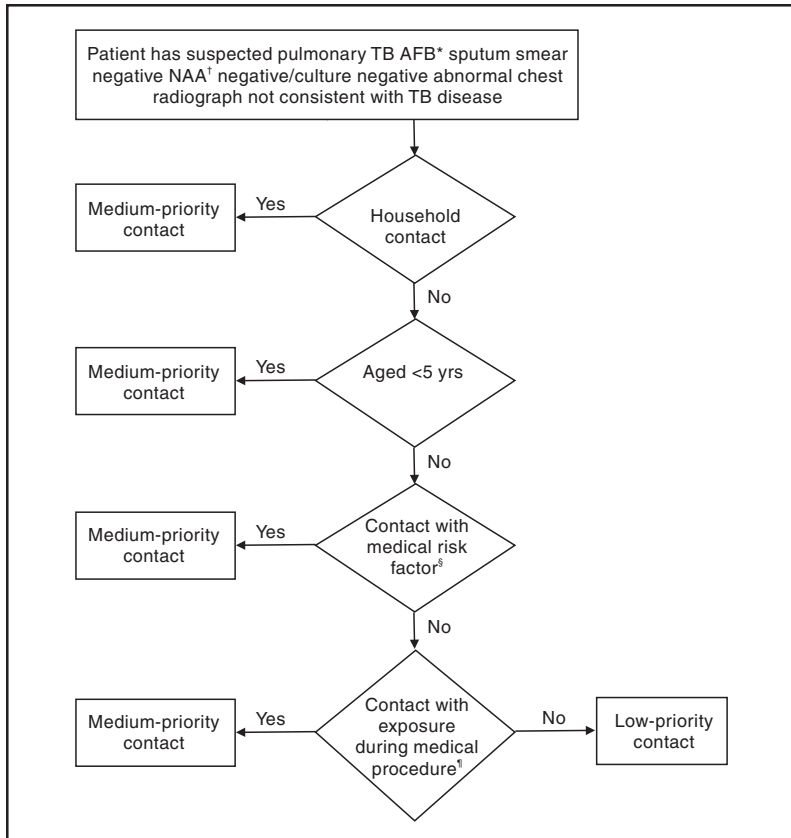 Patient has suspected pulmonary TB AFB* sputum smear
negative NAA† negative/culture negative abnormal chest
radiograph not consistent with TB disease
Medium-priority
contact
Yes
Household
contact
No
Medium-priority
contact
Yes
Aged <5 yrs
No
Medium-priority
contact
Yes
Contact with
medical risk
factor§
No
Medium-priority
contact
Yes
Contact with
exposure
during medical
procedure¶
No
Low-priority
contact